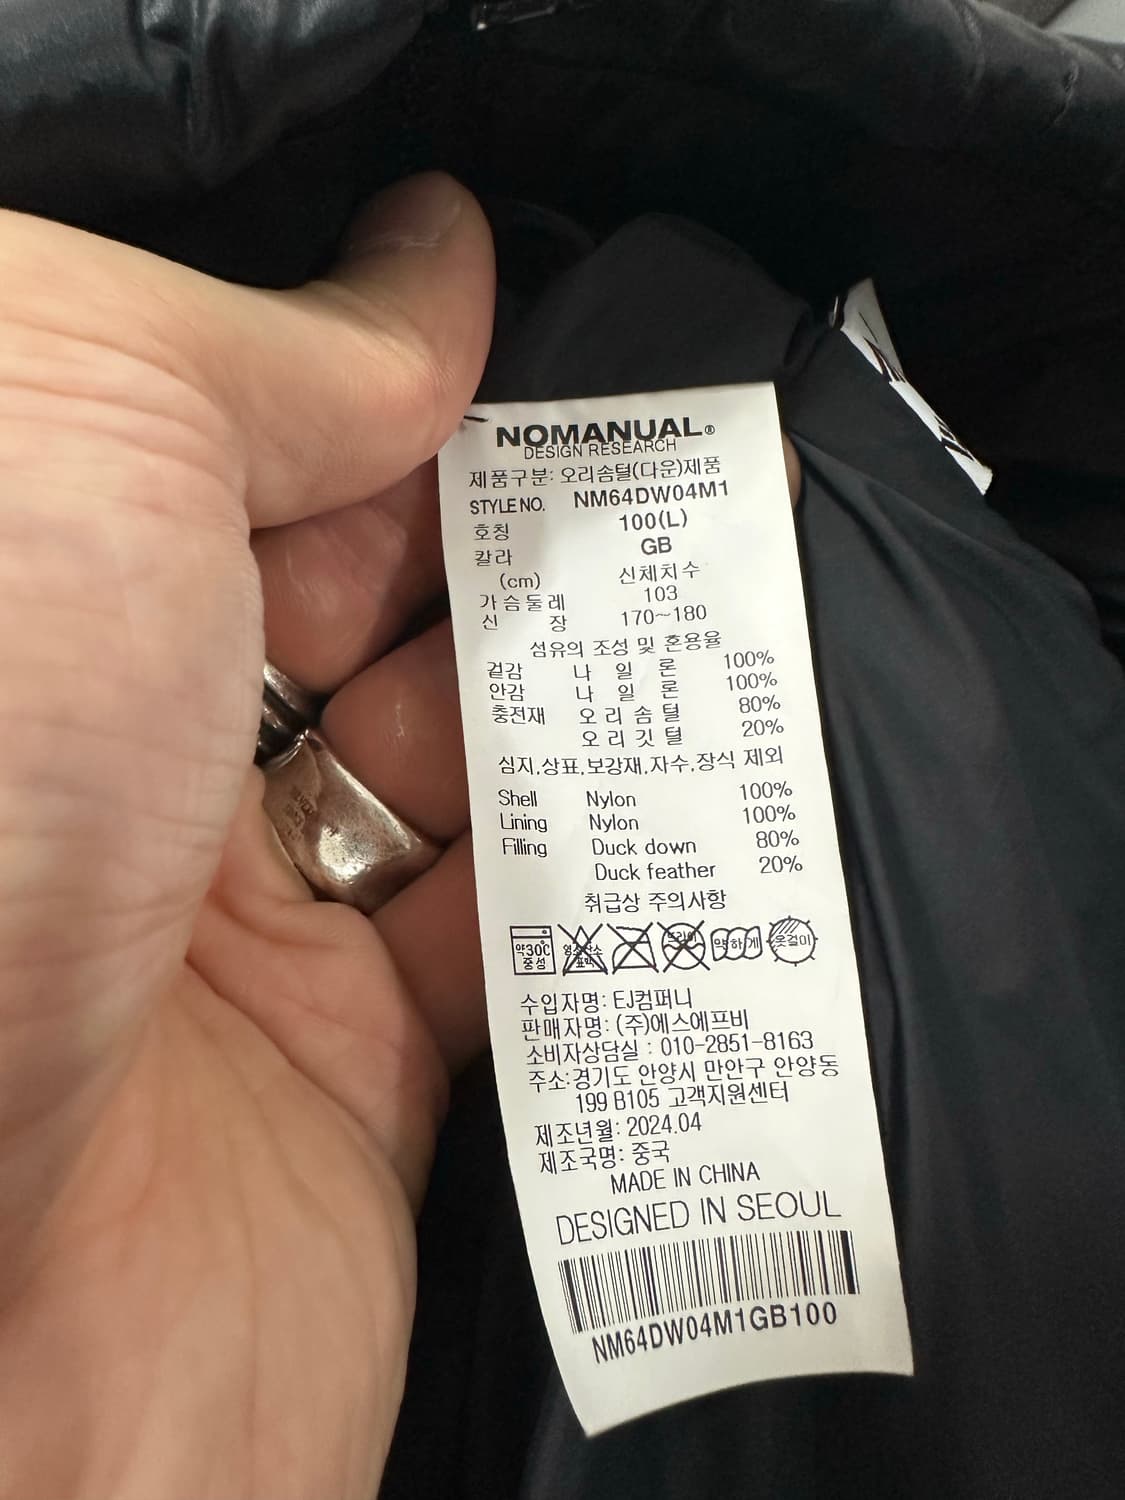 NOMANUAL®
DESIGN RESEARCH
제품구분: 오리솜털(다운)제품
STYLE NO. NM64DW04M1
호칭 100(L)
칼라 GB
(cm) 신체치수
가슴둘레 103
신 장 170~180
섬유의 조성 및 혼용율
겉감 나 일 론 100%
안감 나 일 론 100%
충전재 오 리 솜 털 80%
오 리 깃 털 20%
심지,상표,보강재,자수,장식 제외
Shell Nylon 100%
Lining Nylon 100%
Filling Duck down 80%
Duck feather 20%
취급상 주의사항
약30℃ 중성 드라이 약하게 옷걸이
수입자명: EJ컴퍼니
판매자명: (주)에스에프비
소비자상담실 : 010-2851-8163
주소:경기도 안양시 만안구 안양동
199 B105 고객지원센터
제조년월: 2024.04
제조국명: 중국
MADE IN CHINA
DESIGNED IN SEOUL
NM64DW04M1GB100